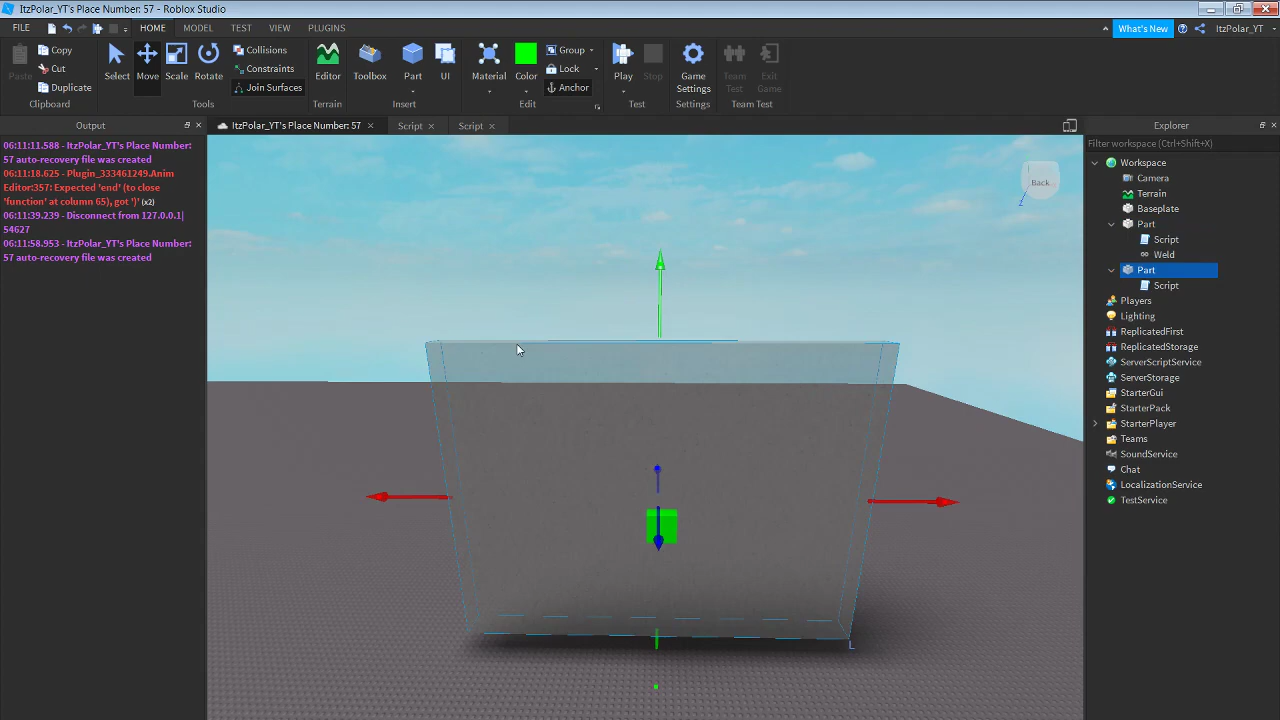 ItzPolar_YT's Place Number: 57 - Roblox Studio
FILE HOME MODEL TEST VIEW PLUGINS What's New ItzPolar_YT
Paste Copy Cut Duplicate Clipboard
Select Move Scale Rotate Collisions Constraints Join Surfaces Tools
Editor Terrain
Toolbox Part UI Insert
Material Color Group Lock Anchor Edit
Play Stop Test
Game Settings Settings
Team Test Exit Game Team Test
Output
06:11:11.588 - ItzPolar_YT's Place Number:
57 auto-recovery file was created
06:11:18.625 - Plugin_333461249.Anim
Editor:357: Expected 'end' (to close
'function' at column 65), got ')' (x2)
06:11:39.239 - Disconnect from 127.0.0.1|
54627
06:11:58.953 - ItzPolar_YT's Place Number:
57 auto-recovery file was created
ItzPolar_YT's Place Number: 57 Script Script
Back
L
Explorer
Filter workspace (Ctrl+Shift+X)
Workspace
Camera
Terrain
Baseplate
Part
Script
Weld
Part
Script
Players
Lighting
ReplicatedFirst
ReplicatedStorage
ServerScriptService
ServerStorage
StarterGui
StarterPack
StarterPlayer
Teams
SoundService
Chat
LocalizationService
TestService